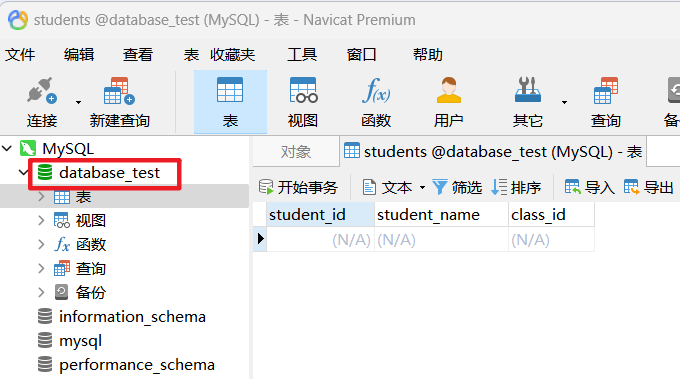 students @database_test (MySQL) - 表 - Navicat Premium
文件 编辑 查看 表 收藏夹 工具 窗口 帮助
连接 新建查询 表 视图 f(x) 函数 用户 其它 查询 备
MySQL
database_test
表
视图
fx 函数
查询
备份
information_schema
mysql
performance_schema
对象 students @database_test (MySQL) - 表
开始事务 文本 筛选 排序 导入 导出
student_id student_name class_id
(N/A) (N/A) (N/A)